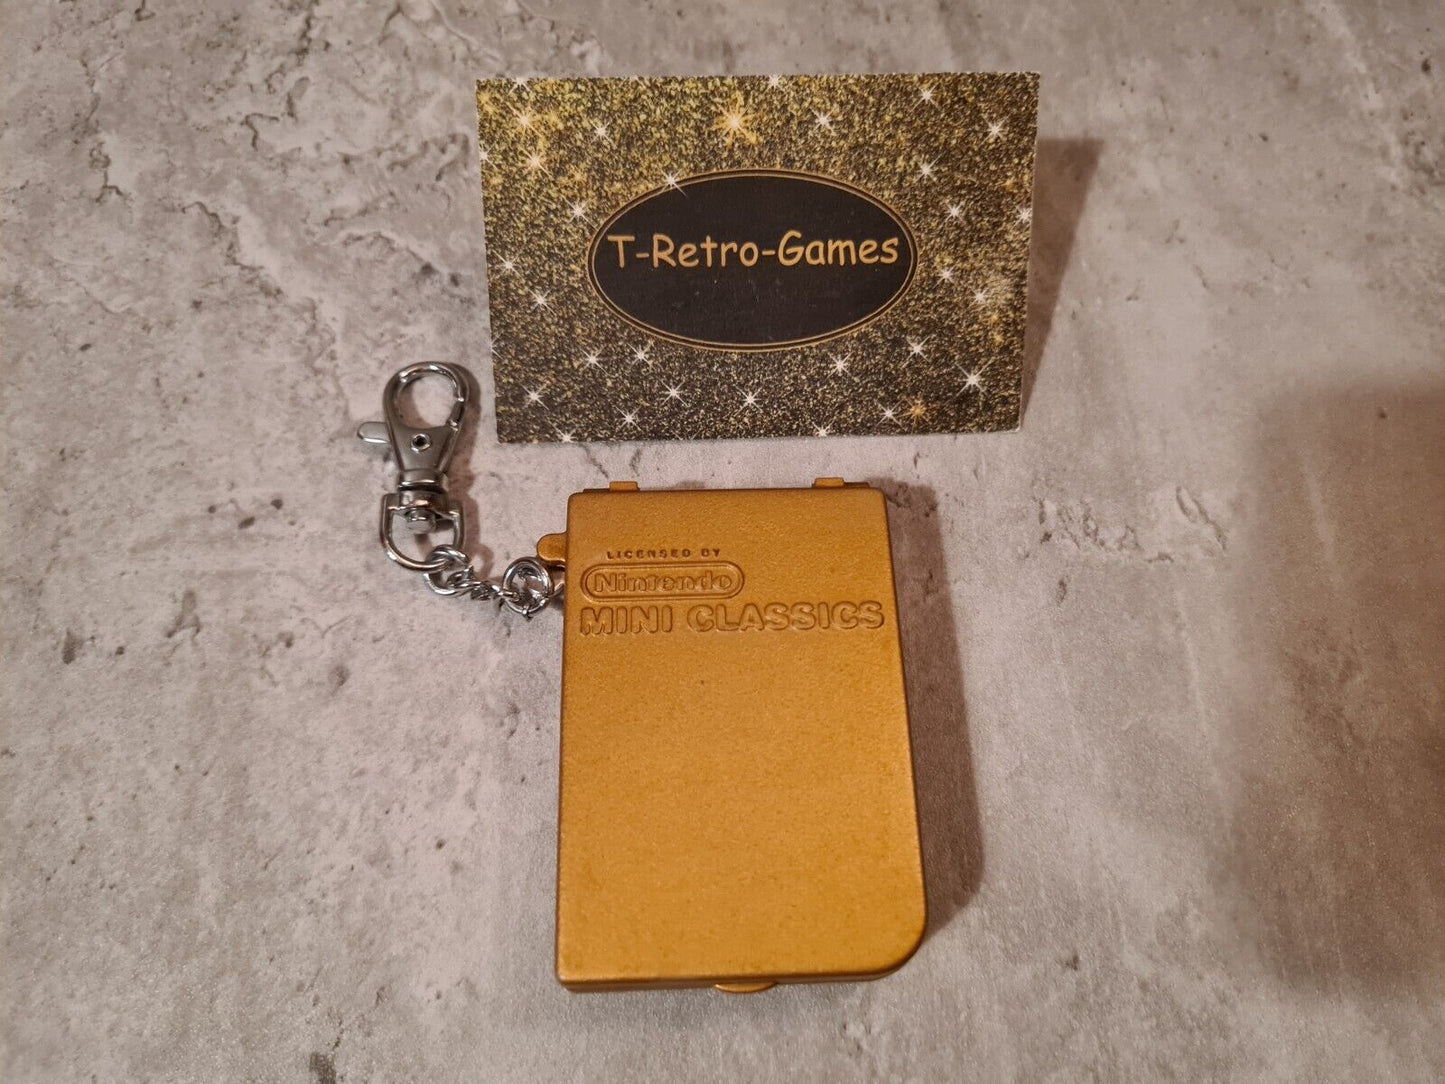 T-Retro-Games
LICENSED BY
Nintendo
MINI CLASSICS